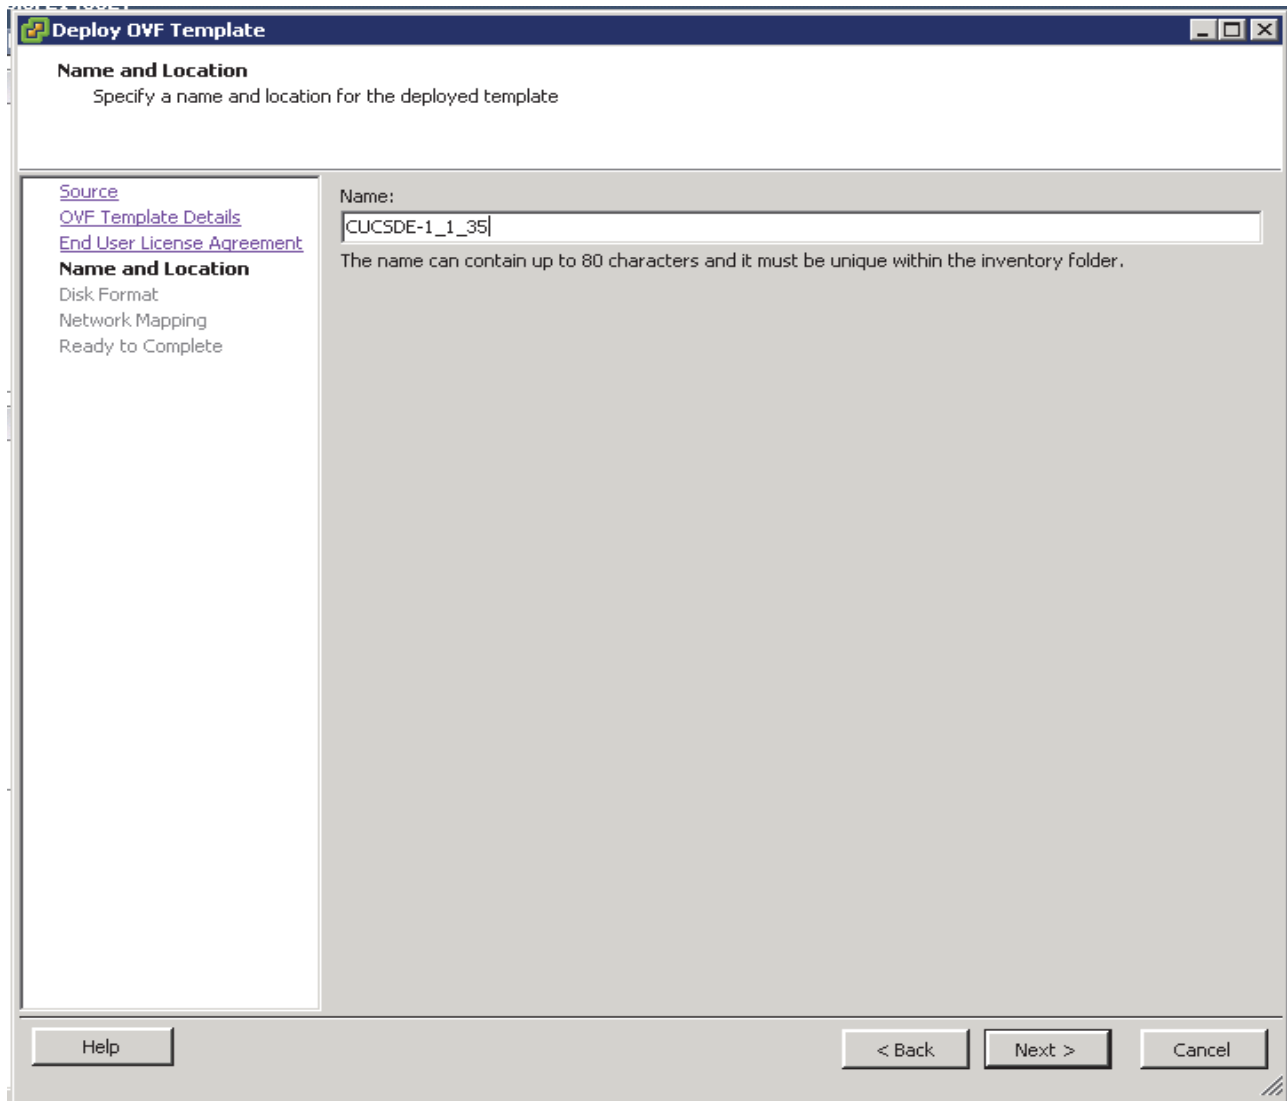 Deploy OVF Template
Name and Location
Specify a name and location for the deployed template
Source
OVF Template Details
End User License Agreement
Name and Location
Disk Format
Network Mapping
Ready to Complete
Name:
CUCSDE-1_1_35
The name can contain up to 80 characters and it must be unique within the inventory folder.
Help
< Back
Next >
Cancel